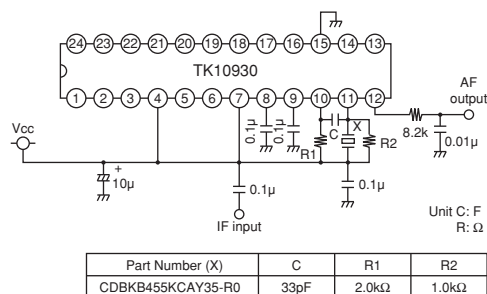 24 23 22 21 20 19 18 17 16 15 14 13
TK10930
1 2 3 4 5 6 7 8 9 10 11 12
AF
output
Vcc
+
10µ
0.1µ
0.1µ
C
X
R1
R2
8.2k
0.01µ
0.1µ
0.1µ
IF input
Unit C: F
R: Ω
Part Number (X) C R1 R2
CDBKB455KCAY35-R0 33pF 2.0kΩ 1.0kΩ